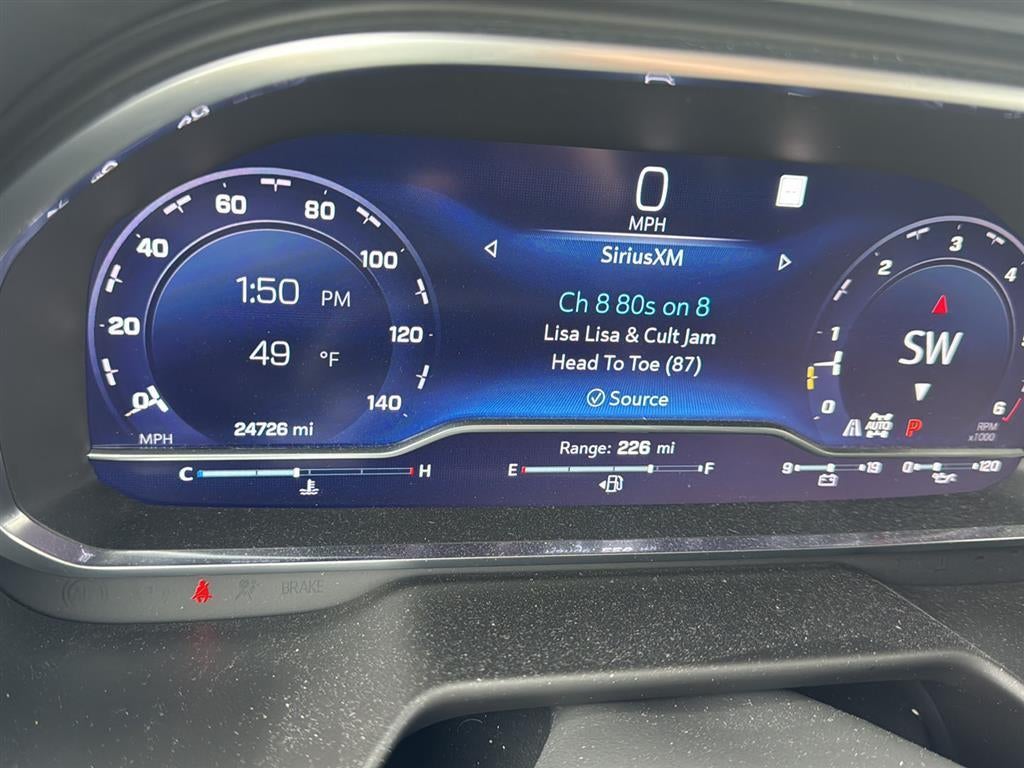 0
MPH
SiriusXM
Ch 8 80s on 8
Lisa Lisa & Cult Jam
Head To Toe (87)
Source
0
20
40
60
80
100
120
140
1:50 PM
49 °F
24726 mi
MPH
0
1
2
3
4
6
SW
AUTO
P
RPM
x1000
Range: 226 mi
C H
E F
9 19
0 120
BRAKE